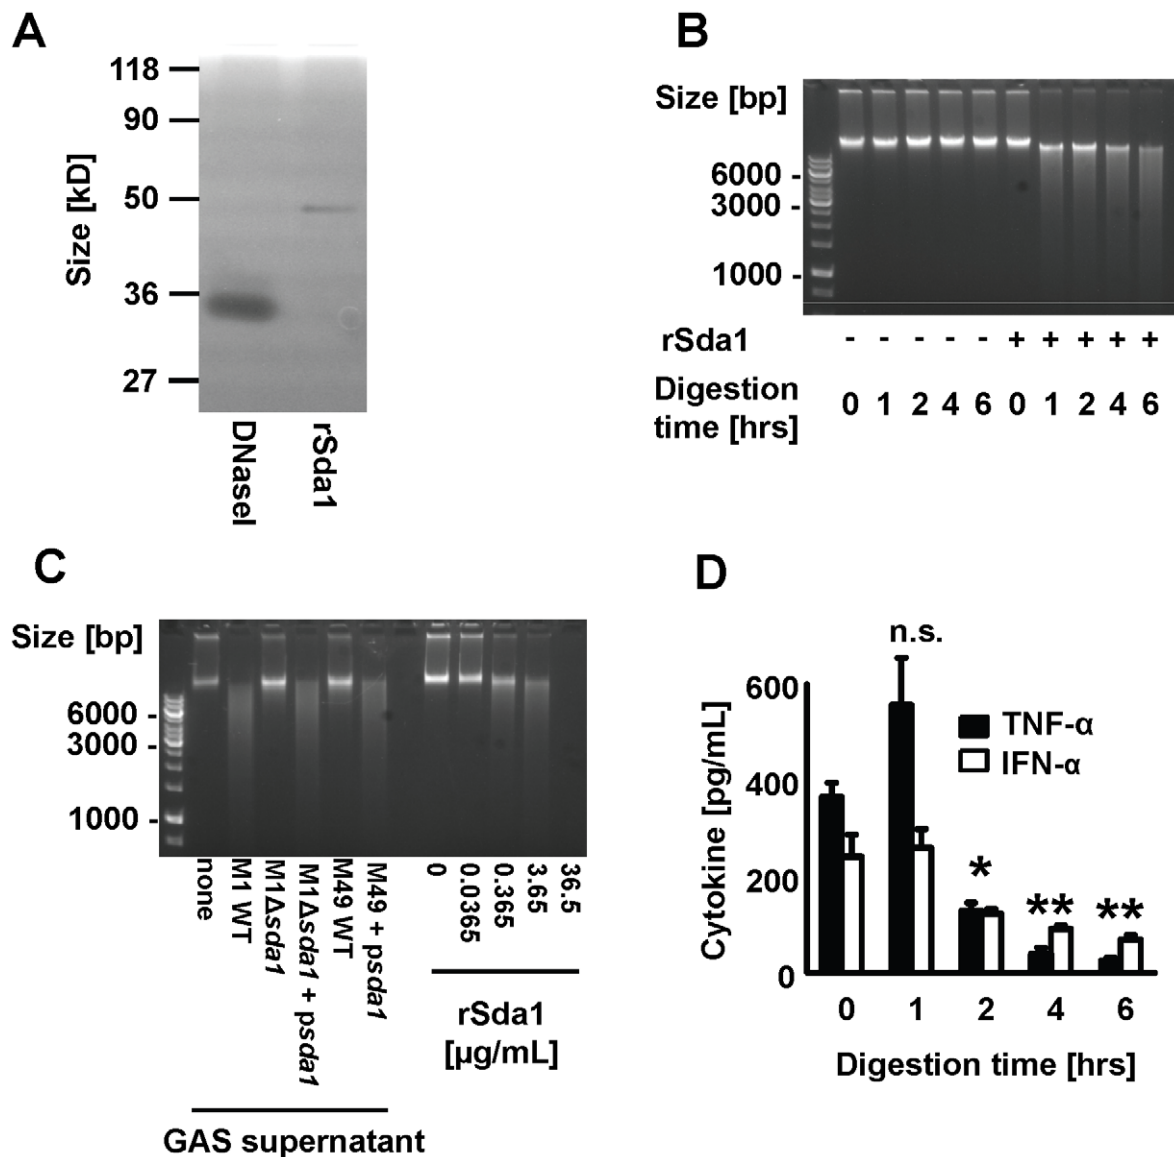 A
Size [kD]
118
90
50
36
27
DNaseI
rSda1
B
Size [bp]
6000 -
3000 -
1000 -
rSda1 - - - - - + + + + +
Digestion
time [hrs] 0 1 2 4 6 0 1 2 4 6
C
Size [bp]
6000 -
3000 -
1000 -
none
M1 WT
M1Δsda1
M1Δsda1 + psda1
M49 WT
M49 + psda1
0
0.0365
0.365
3.65
36.5
GAS supernatant
rSda1
[µg/mL]
D
n.s.
TNF-α
IFN-α
Cytokine [pg/mL]
600
400
200
0
*
**
**
0 1 2 4 6
Digestion time [hrs]